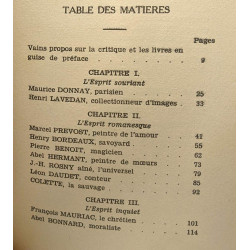 TABLE DES MATIERES
Pages
Vains propos sur la critique et les livres en
guise de préface 9
CHAPITRE I.
L'Esprit souriant
Maurice DONNAY, parisien 25
Henri LAVEDAN, collectionneur d'images 33
CHAPITRE II.
L'Esprit romanesque
Marcel PREVOST, peintre de l'amour 42
Henry BORDEAUX, savoyard 55
Pierre BENOIT, magicien 65
Abel HERMANT, peintre de mœurs 73
J.-H. ROSNY aîné, l'universel 79
Léon DAUDET, conteur 85
COLETTE, la sauvage 92
CHAPITRE III.
L'Esprit inquiet
François MAURIAC, le chrétien 101
Abel BONNARD, moraliste 114